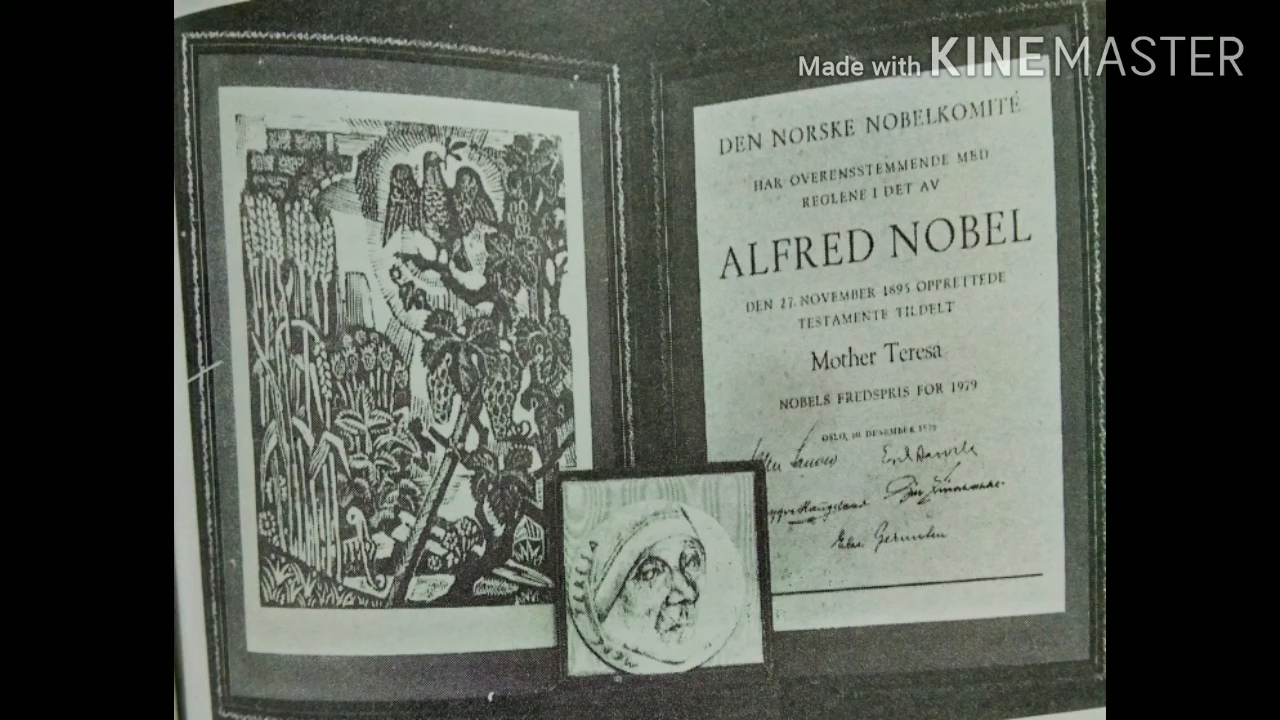 Made with KINEMASTER
DEN NORSKE NOBELKOMITÉ
HAR OVERENSSTEMMENDE MED
REGLENE I DET AV
ALFRED NOBEL
DEN 27. NOVEMBER 1895 OPPRETTEDE
TESTAMENTE TILDELT
Mother Teresa
NOBELS FREDSPRIS FOR 1979
OSLO, 10. DESEMBER 1979
TERESA